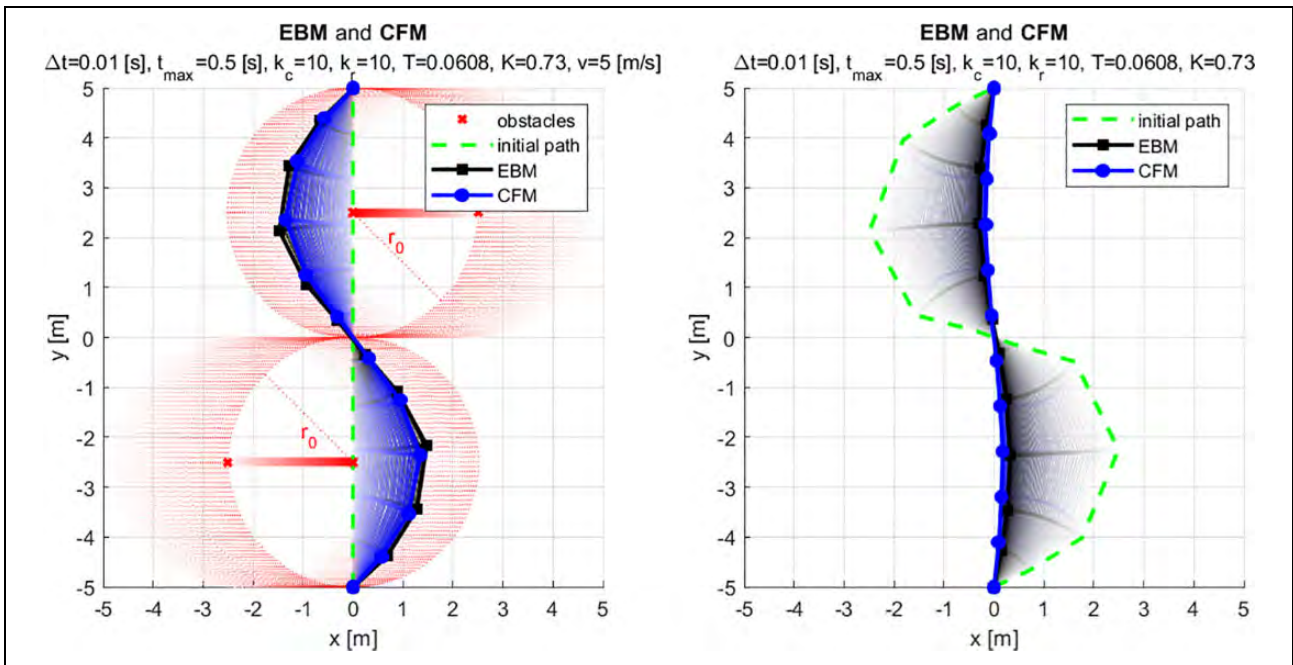 EBM and CFM
Δt=0.01 [s], t_max=0.5 [s], k_c=10, k_r=10, T=0.0608, K=0.73, v=5 [m/s]
obstacles
initial path
EBM
CFM
r_0
r_0
5
4
3
2
1
0
-1
-2
-3
-4
-5
y [m]
-5 -4 -3 -2 -1 0 1 2 3 4 5
x [m]
EBM and CFM
Δt=0.01 [s], t_max=0.5 [s], k_c=10, k_r=10, T=0.0608, K=0.73
initial path
EBM
CFM
5
4
3
2
1
0
-1
-2
-3
-4
-5
y [m]
-5 -4 -3 -2 -1 0 1 2 3 4 5
x [m]